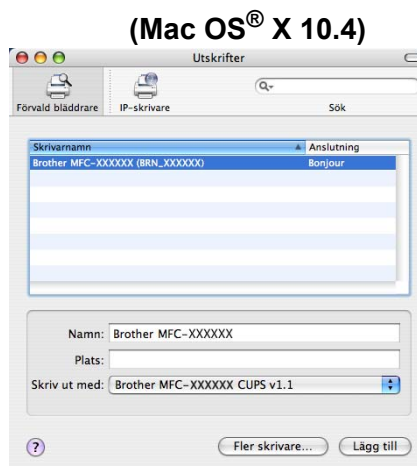 (Mac OS® X 10.4)
Utskrifter
Förvald bläddrare IP-skrivare Sök
Skrivarnamn Anslutning
Brother MFC-XXXXXX (BRN_XXXXXX) Bonjour
Namn: Brother MFC-XXXXXX
Plats:
Skriv ut med: Brother MFC-XXXXXX CUPS v1.1
? Fler skrivare... Lägg till